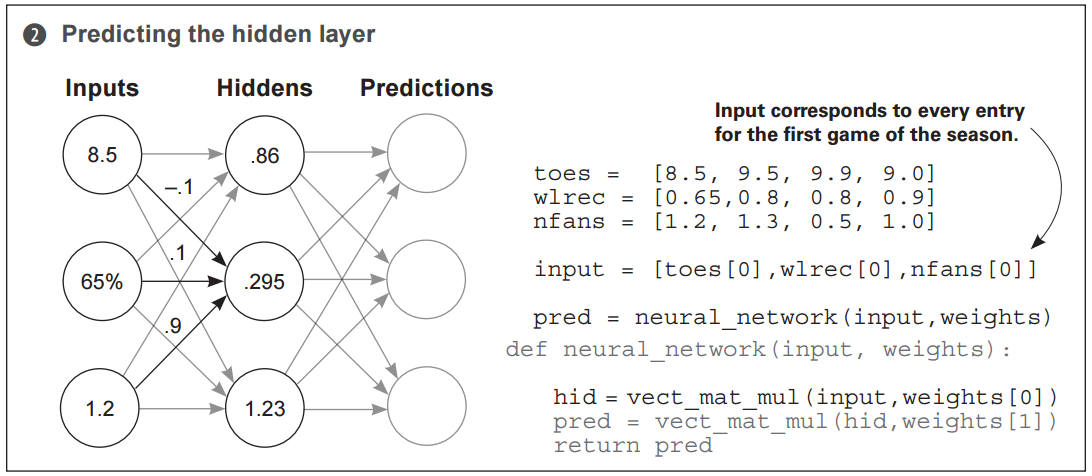 2 Predicting the hidden layer
Inputs Hiddens Predictions
8.5 .86
–.1
.1
65% .295
.9
1.2 1.23
Input corresponds to every entry
for the first game of the season.
toes = [8.5, 9.5, 9.9, 9.0]
wlrec = [0.65,0.8, 0.8, 0.9]
nfans = [1.2, 1.3, 0.5, 1.0]
input = [toes[0],wlrec[0],nfans[0]]
pred = neural_network(input,weights)
def neural_network(input, weights):
hid = vect_mat_mul(input,weights[0])
pred = vect_mat_mul(hid,weights[1])
return pred